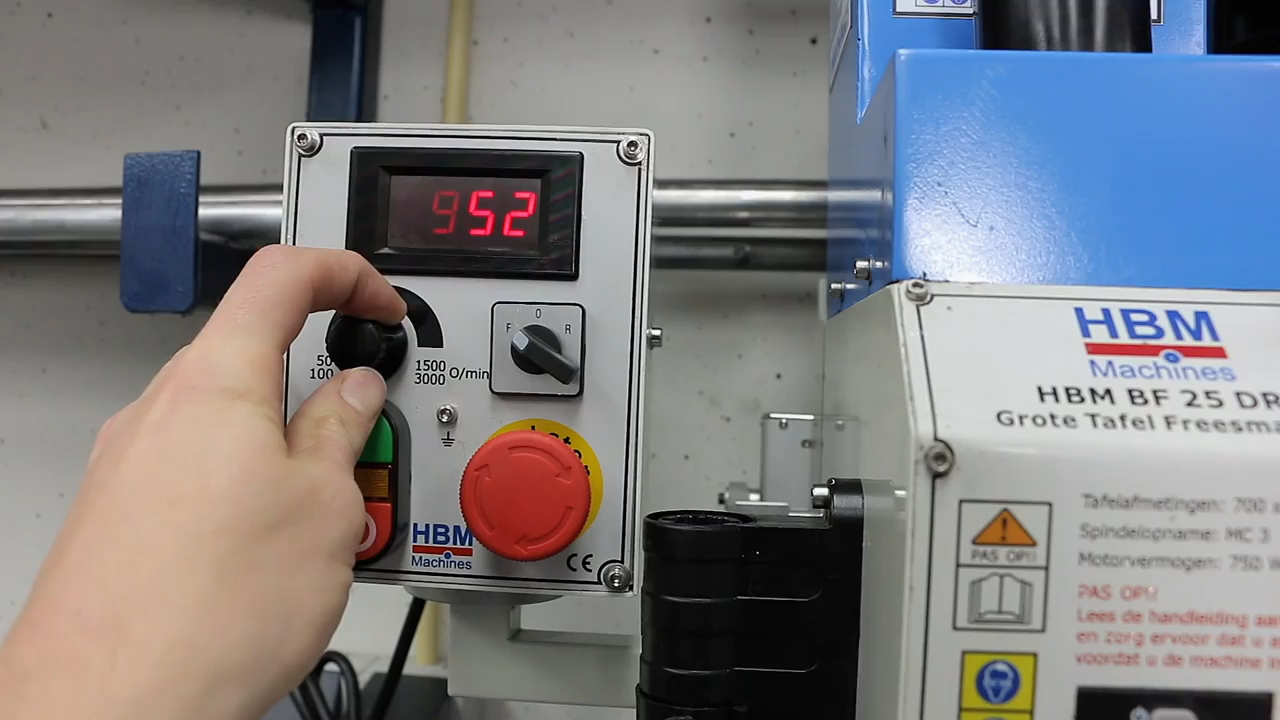 952
O
F
R
50
100
1500
3000
O/min
HBM
Machines
CE
HBM
Machines
HBM BF 25 DR
Grote Tafel Freesma
PAS OP!!
Tafelafmetingen: 700
Spindelopname: MC 3
Motorvermogen: 750 W
PAS OP!!
Lees de handleiding aa
en zorg ervoor dat u
voordat u de machine in